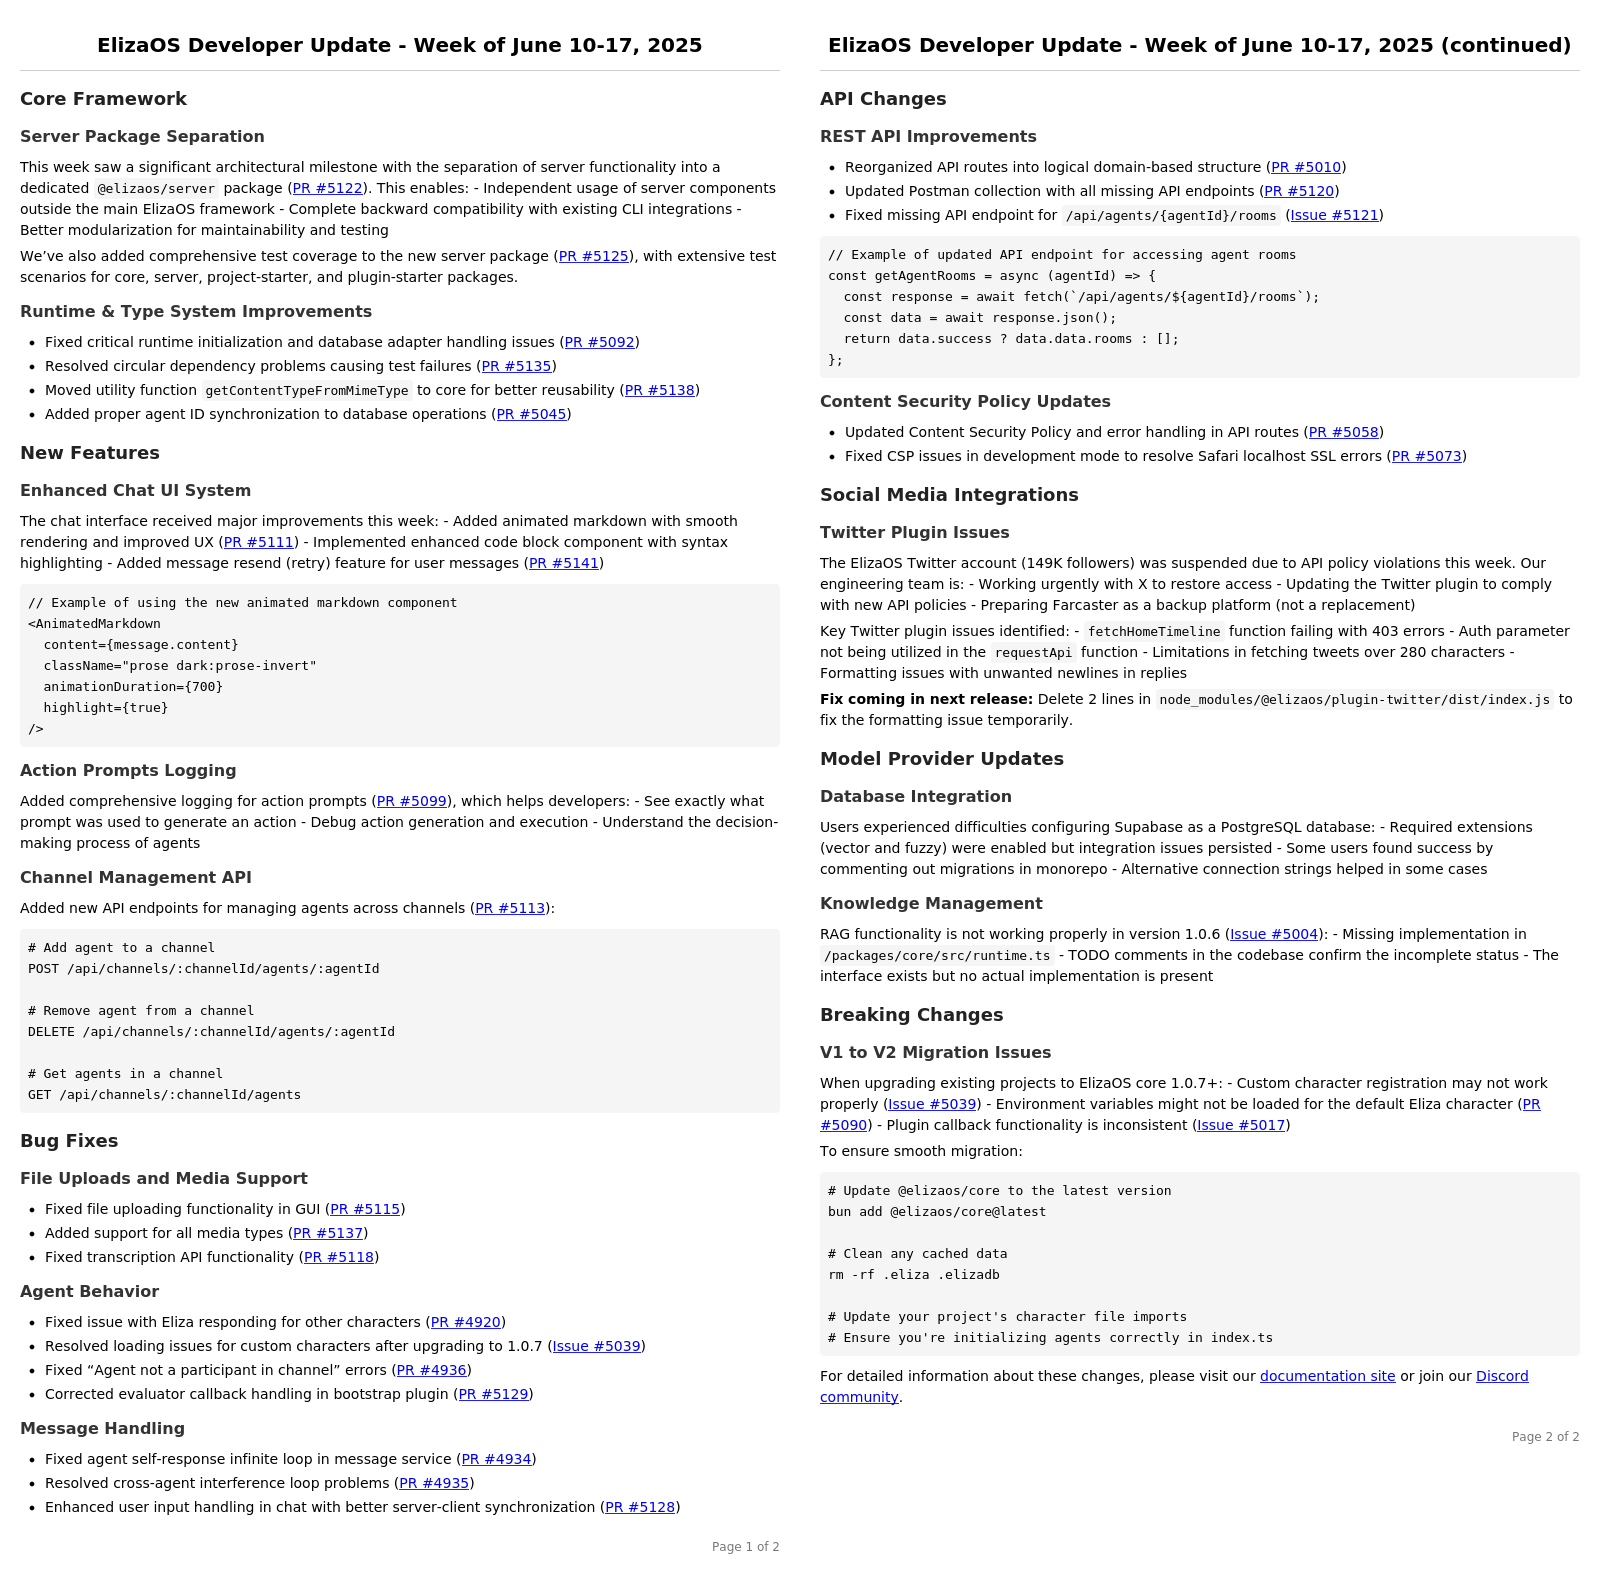 ElizaOS Developer Update - Week of June 10-17, 2025
Core Framework
Server Package Separation
This week saw a significant architectural milestone with the separation of server functionality into a
dedicated @elizaos/server package (PR #5122). This enables: - Independent usage of server components
outside the main ElizaOS framework - Complete backward compatibility with existing CLI integrations -
Better modularization for maintainability and testing
We’ve also added comprehensive test coverage to the new server package (PR #5125), with extensive test
scenarios for core, server, project-starter, and plugin-starter packages.
Runtime & Type System Improvements
• Fixed critical runtime initialization and database adapter handling issues (PR #5092)
• Resolved circular dependency problems causing test failures (PR #5135)
• Moved utility function getContentTypeFromMimeType to core for better reusability (PR #5138)
• Added proper agent ID synchronization to database operations (PR #5045)
New Features
Enhanced Chat UI System
The chat interface received major improvements this week: - Added animated markdown with smooth
rendering and improved UX (PR #5111) - Implemented enhanced code block component with syntax
highlighting - Added message resend (retry) feature for user messages (PR #5141)
// Example of using the new animated markdown component
<AnimatedMarkdown
  content={message.content}
  className="prose dark:prose-invert"
  animationDuration={700}
  highlight={true}
/>
Action Prompts Logging
Added comprehensive logging for action prompts (PR #5099), which helps developers: - See exactly what
prompt was used to generate an action - Debug action generation and execution - Understand the decision-
making process of agents
Channel Management API
Added new API endpoints for managing agents across channels (PR #5113):
# Add agent to a channel
POST /api/channels/:channelId/agents/:agentId
# Remove agent from a channel
DELETE /api/channels/:channelId/agents/:agentId
# Get agents in a channel
GET /api/channels/:channelId/agents
Bug Fixes
File Uploads and Media Support
• Fixed file uploading functionality in GUI (PR #5115)
• Added support for all media types (PR #5137)
• Fixed transcription API functionality (PR #5118)
Agent Behavior
• Fixed issue with Eliza responding for other characters (PR #4920)
• Resolved loading issues for custom characters after upgrading to 1.0.7 (Issue #5039)
• Fixed “Agent not a participant in channel” errors (PR #4936)
• Corrected evaluator callback handling in bootstrap plugin (PR #5129)
Message Handling
• Fixed agent self-response infinite loop in message service (PR #4934)
• Resolved cross-agent interference loop problems (PR #4935)
• Enhanced user input handling in chat with better server-client synchronization (PR #5128)
Page 1 of 2
ElizaOS Developer Update - Week of June 10-17, 2025 (continued)
API Changes
REST API Improvements
• Reorganized API routes into logical domain-based structure (PR #5010)
• Updated Postman collection with all missing API endpoints (PR #5120)
• Fixed missing API endpoint for /api/agents/{agentId}/rooms (Issue #5121)
// Example of updated API endpoint for accessing agent rooms
const getAgentRooms = async (agentId) => {
  const response = await fetch(`/api/agents/${agentId}/rooms`);
  const data = await response.json();
  return data.success ? data.data.rooms : [];
};
Content Security Policy Updates
• Updated Content Security Policy and error handling in API routes (PR #5058)
• Fixed CSP issues in development mode to resolve Safari localhost SSL errors (PR #5073)
Social Media Integrations
Twitter Plugin Issues
The ElizaOS Twitter account (149K followers) was suspended due to API policy violations this week. Our
engineering team is: - Working urgently with X to restore access - Updating the Twitter plugin to comply
with new API policies - Preparing Farcaster as a backup platform (not a replacement)
Key Twitter plugin issues identified: - fetchHomeTimeline function failing with 403 errors - Auth parameter
not being utilized in the requestApi function - Limitations in fetching tweets over 280 characters -
Formatting issues with unwanted newlines in replies
Fix coming in next release: Delete 2 lines in node_modules/@elizaos/plugin-twitter/dist/index.js to
fix the formatting issue temporarily.
Model Provider Updates
Database Integration
Users experienced difficulties configuring Supabase as a PostgreSQL database: - Required extensions
(vector and fuzzy) were enabled but integration issues persisted - Some users found success by
commenting out migrations in monorepo - Alternative connection strings helped in some cases
Knowledge Management
RAG functionality is not working properly in version 1.0.6 (Issue #5004): - Missing implementation in
/packages/core/src/runtime.ts - TODO comments in the codebase confirm the incomplete status - The
interface exists but no actual implementation is present
Breaking Changes
V1 to V2 Migration Issues
When upgrading existing projects to ElizaOS core 1.0.7+: - Custom character registration may not work
properly (Issue #5039) - Environment variables might not be loaded for the default Eliza character (PR
#5090) - Plugin callback functionality is inconsistent (Issue #5017)
To ensure smooth migration:
# Update @elizaos/core to the latest version
bun add @elizaos/core@latest
# Clean any cached data
rm -rf .eliza .elizadb
# Update your project's character file imports
# Ensure you're initializing agents correctly in index.ts
For detailed information about these changes, please visit our documentation site or join our Discord
community.
Page 2 of 2